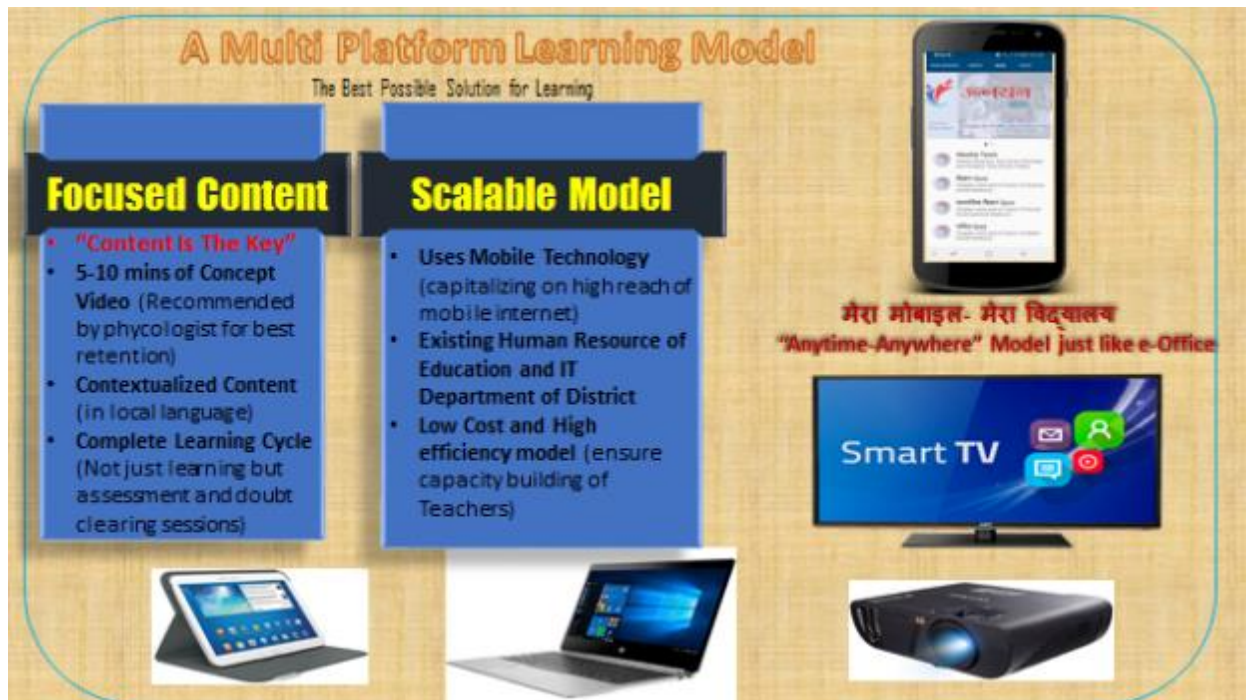 A Multi Platform Learning Model
The Best Possible Solution for Learning
Focused Content
• "Content Is The Key"
• 5-10 mins of Concept
Video (Recommended
by phycologist for best
retention)
• Contextualized Content
(in local language)
• Complete Learning Cycle
(Not just learning but
assessment and doubt
clearing sessions)
Scalable Model
• Uses Mobile Technology
(capitalizing on high reach of
mobile internet)
• Existing Human Resource of
Education and IT
Department of District
• Low Cost and High
efficiency model (ensure
capacity building of
Teachers)
उन्नयन
मेरा मोबाइल- मेरा विद्यालय
"Anytime-Anywhere" Model just like e-Office
Smart TV